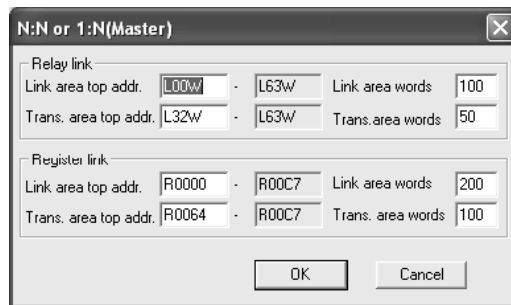 N:N or 1:N(Master)
Relay link
Link area top addr. L00W - L63W Link area words 100
Trans. area top addr. L32W - L63W Trans.area words 50
Register link
Link area top addr. R0000 - R00C7 Link area words 200
Trans. area top addr. R0064 - R00C7 Trans. area words 100
OK Cancel